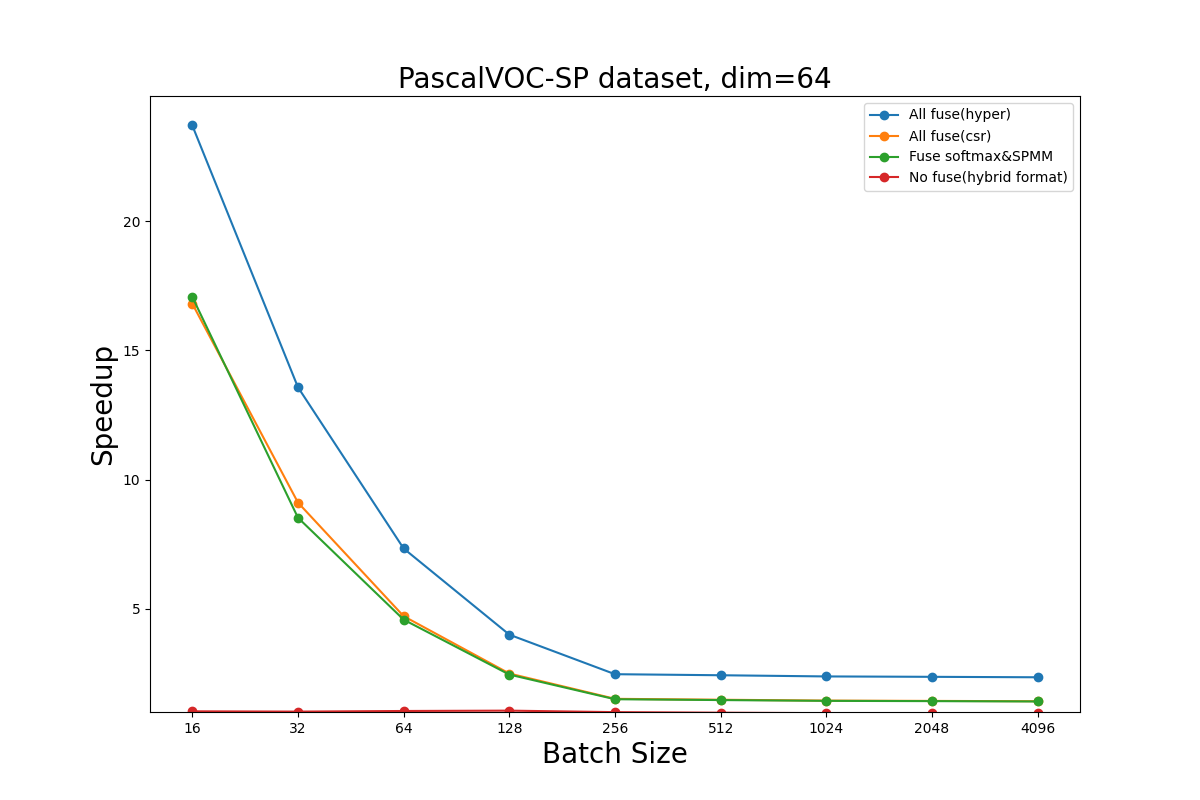 PascalVOC-SP dataset, dim=64
All fuse(hyper)
All fuse(csr)
Fuse softmax&SPMM
No fuse(hybrid format)
Speedup
20
15
10
5
16 32 64 128 256 512 1024 2048 4096
Batch Size